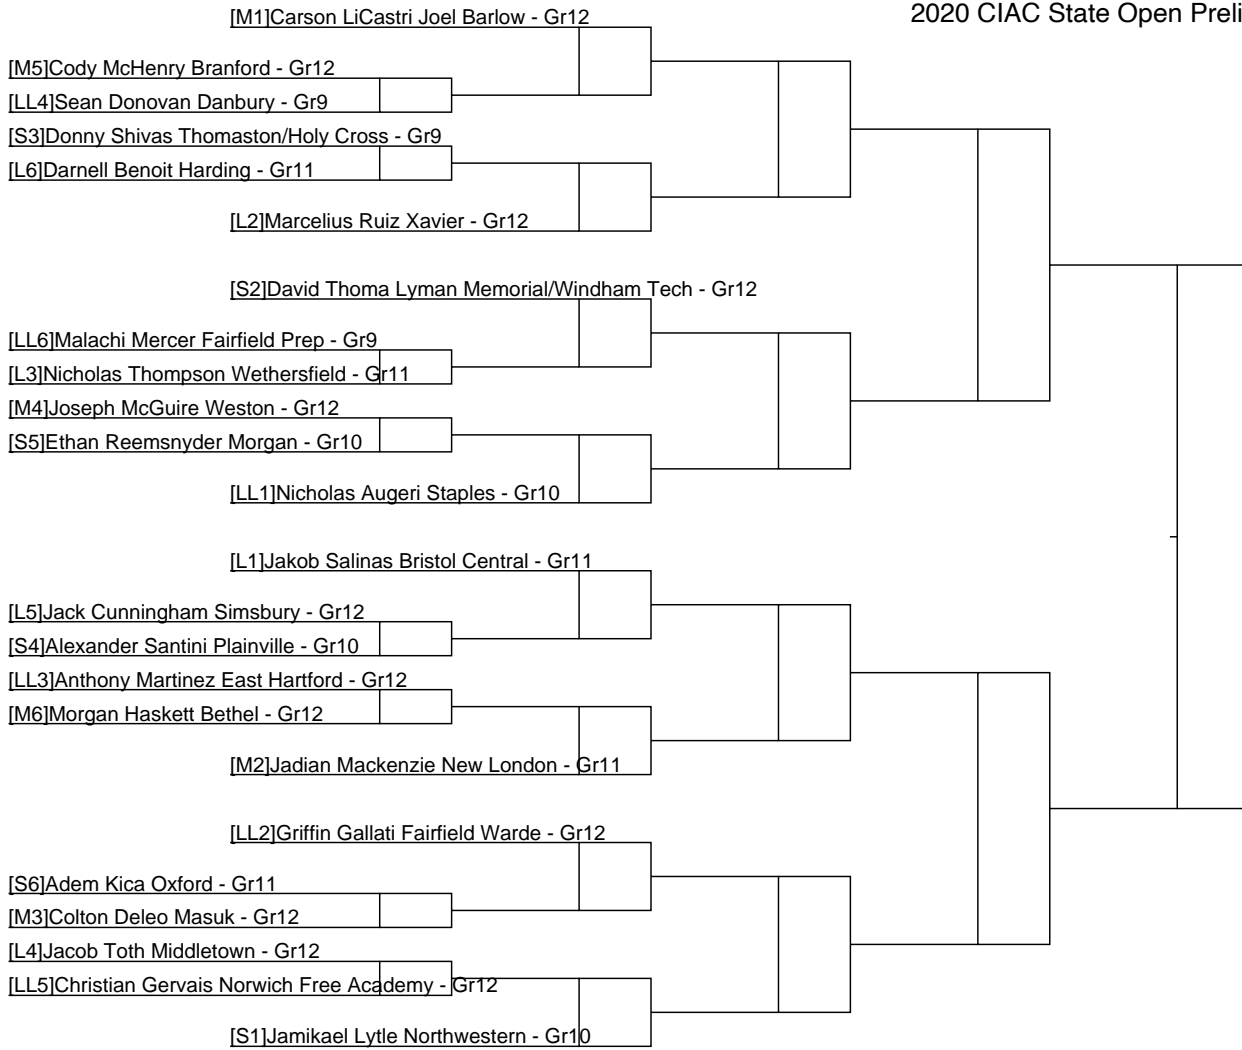 2020 CIAC State Open Preli
[M1]Carson LiCastri Joel Barlow - Gr12
[M5]Cody McHenry Branford - Gr12
[LL4]Sean Donovan Danbury - Gr9
[S3]Donny Shivas Thomaston/Holy Cross - Gr9
[L6]Darnell Benoit Harding - Gr11
[L2]Marcelius Ruiz Xavier - Gr12
[S2]David Thoma Lyman Memorial/Windham Tech - Gr12
[LL6]Malachi Mercer Fairfield Prep - Gr9
[L3]Nicholas Thompson Wethersfield - Gr11
[M4]Joseph McGuire Weston - Gr12
[S5]Ethan Reemsnyder Morgan - Gr10
[LL1]Nicholas Augeri Staples - Gr10
[L1]Jakob Salinas Bristol Central - Gr11
[L5]Jack Cunningham Simsbury - Gr12
[S4]Alexander Santini Plainville - Gr10
[LL3]Anthony Martinez East Hartford - Gr12
[M6]Morgan Haskett Bethel - Gr12
[M2]Jadian Mackenzie New London - Gr11
[LL2]Griffin Gallati Fairfield Warde - Gr12
[S6]Adem Kica Oxford - Gr11
[M3]Colton Deleo Masuk - Gr12
[L4]Jacob Toth Middletown - Gr12
[LL5]Christian Gervais Norwich Free Academy - Gr12
[S1]Jamikael Lytle Northwestern - Gr10